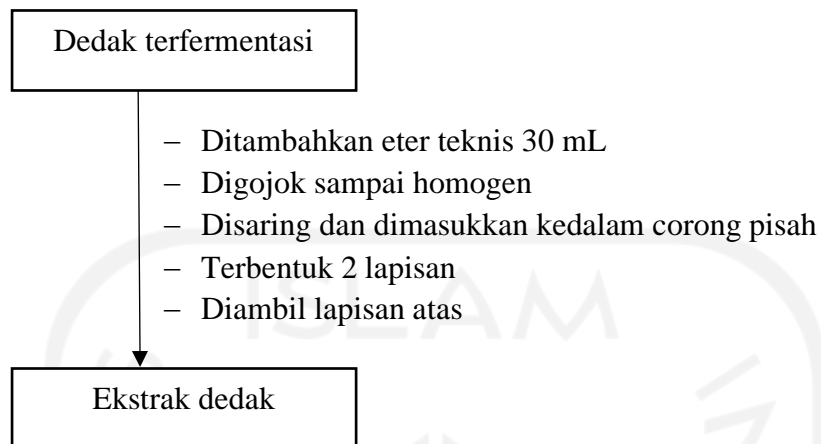 Dedak terfermentasi
– Ditambahkan eter teknis 30 mL
– Digojok sampai homogen
– Disaring dan dimasukkan kedalam corong pisah
– Terbentuk 2 lapisan
– Diambil lapisan atas
ISLAM
Ekstrak dedak